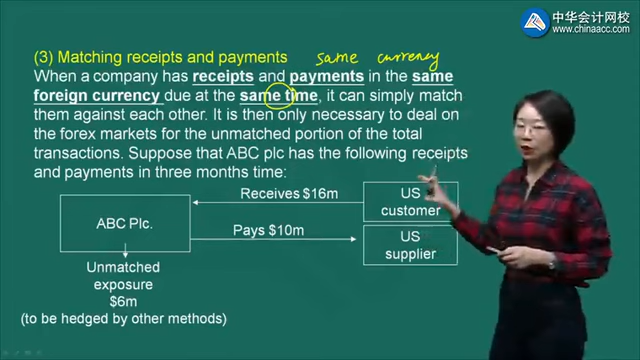 中华会计网校
www.chinaacc.com
(3) Matching receipts and payments same currency
When a company has receipts and payments in the same
foreign currency due at the same time, it can simply match
them against each other. It is then only necessary to deal on
the forex markets for the unmatched portion of the total
transactions. Suppose that ABC plc has the following receipts
and payments in three months time:
Receives $16m
US
customer
ABC Plc.
Pays $10m
US
supplier
Unmatched
exposure
$6m
(to be hedged by other methods)